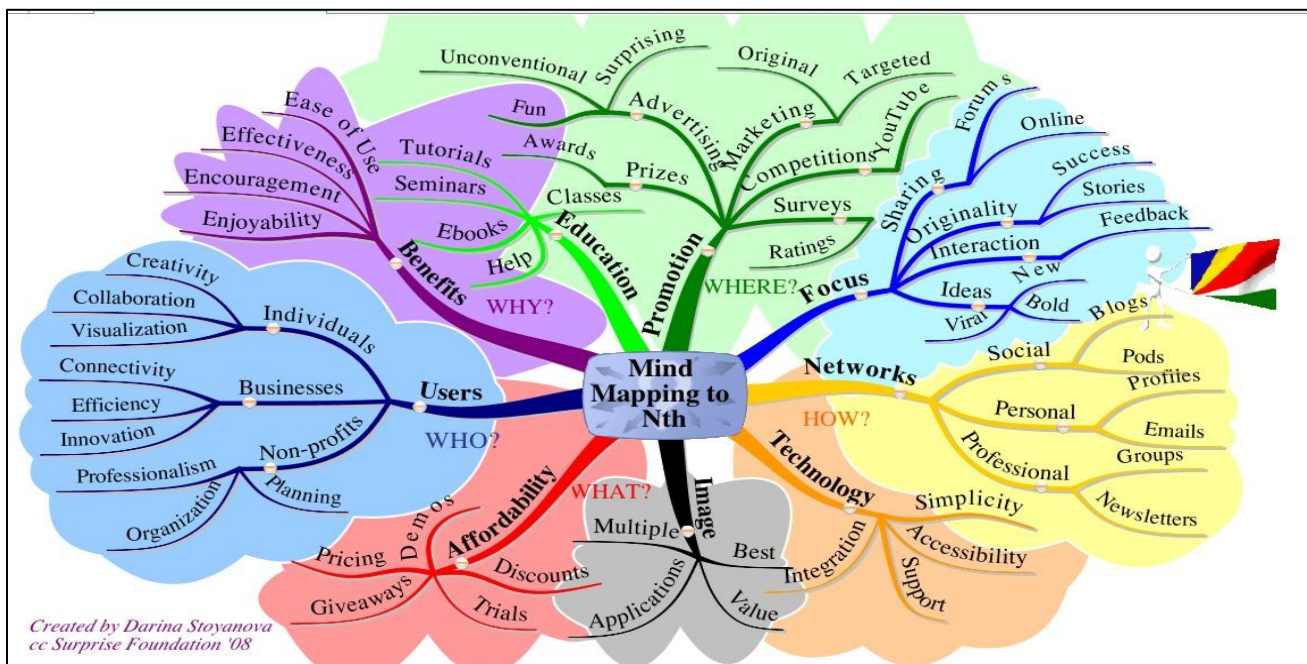 Mind
Mapping to
Nth
Benefits
Ease of Use
Effectiveness
Encouragement
Enjoyability
WHY?
Education
Tutorials
Seminars
Classes
Ebooks
Help
Promotion
WHERE?
Advertising
Unconventional
Surprising
Fun
Prizes
Awards
Marketing
Original
Targeted
Competitions
YouTube
Surveys
Ratings
Focus
Sharing
Forums
Online
Originality
Success
Stories
Interaction
Feedback
Ideas
New
Bold
Viral
Networks
HOW?
Social
Blogs
Pods
Personal
Profiles
Emails
Professional
Groups
Newsletters
Technology
Simplicity
Accessibility
Support
Integration
Image
Multiple
Best
Applications
Value
Affordability
WHAT?
Demos
Pricing
Giveaways
Discounts
Trials
Users
WHO?
Individuals
Creativity
Collaboration
Visualization
Businesses
Connectivity
Efficiency
Innovation
Non-profits
Professionalism
Organization
Planning
Created by Darina Stoyanova
cc Surprise Foundation '08